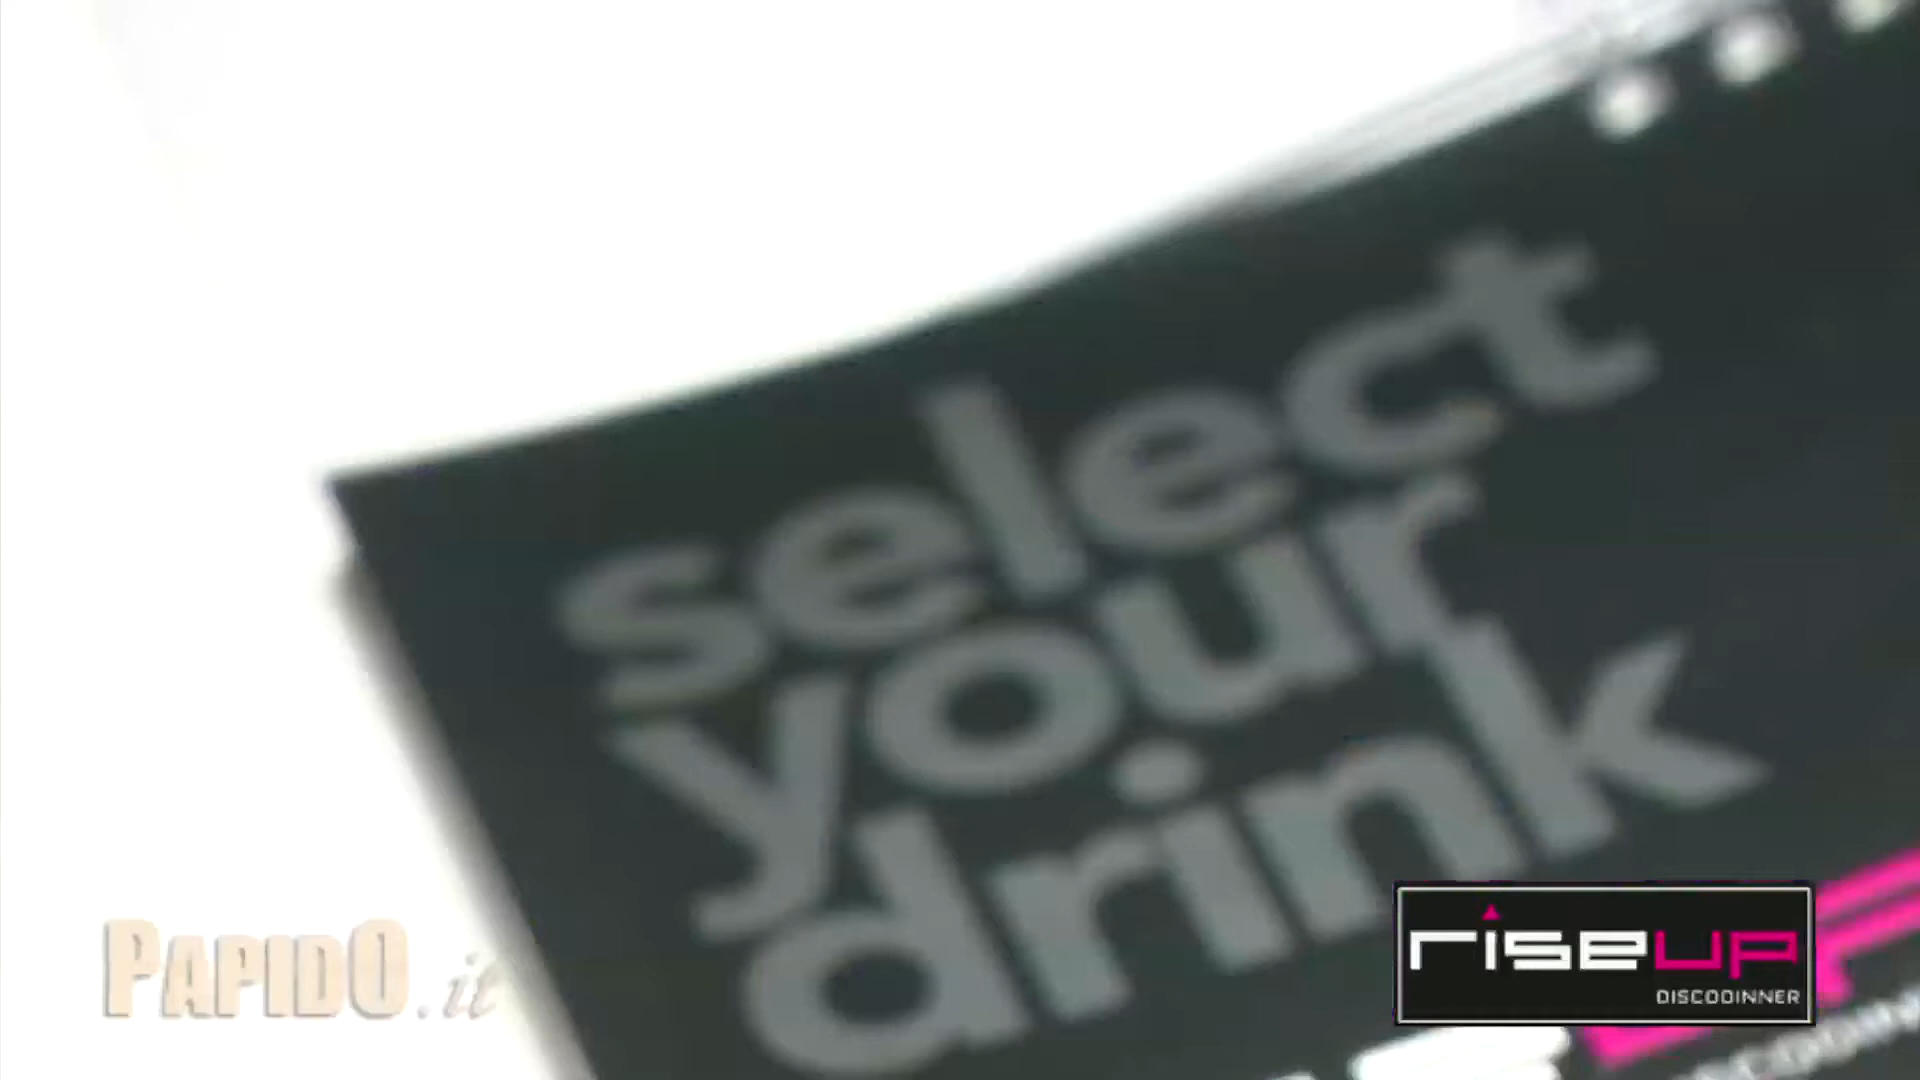 select
your
drink
PAPIDO.it
riseup
DISCODINNER